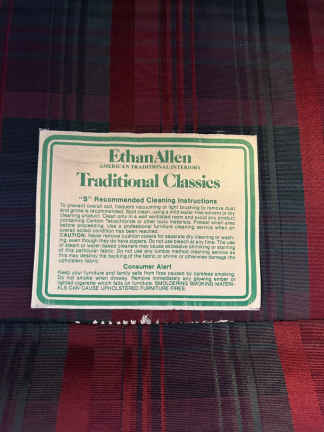 EthanAllen
AMERICAN TRADITIONAL INTERIORS
Traditional Classics
"S" Recommended Cleaning Instructions
To prevent overall soil, frequent vacuuming or light brushing to remove dust
and grime is recommended. Spot clean, using a mild water free solvent or dry
cleaning product. Clean only in a well ventilated room and avoid any product
containing Carbon Tetrachloride or other toxic materials. Pretest small area
before proceeding. Use a professional furniture cleaning service when an
overall soiled condition has been reached.
CAUTION: Never remove cushion covers for separate dry cleaning or wash-
ing, even though they do have zippers. Do not bleach at any time. The use
of steam or water-based cleaners may cause excessive shrinking or staining
of this particular fabric. Do not use any tumble method cleaning service as
this may destroy the backing of the fabric or shrink or otherwise damage the
upholstery fabric.
Consumer Alert
Keep your furniture and family safe from fires caused by careless smoking.
Do not smoke when drowsy. Remove immediately any glowing ember or
lighted cigarette which falls on furniture. SMOLDERING SMOKING MATERI-
ALS CAN CAUSE UPHOLSTERED FURNITURE FIRES.